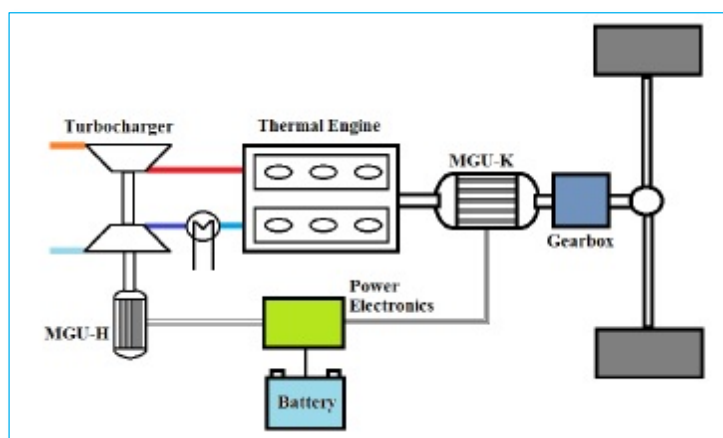 Turbocharger
Thermal Engine
MGU-K
Gearbox
Power
Electronics
MGU-H
Battery